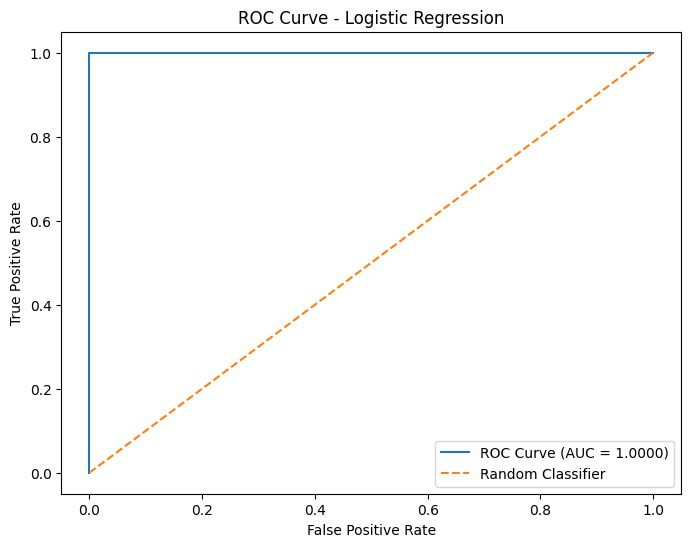 ROC Curve - Logistic Regression
True Positive Rate
1.0
0.8
0.6
0.4
0.2
0.0
0.0 0.2 0.4 0.6 0.8 1.0
False Positive Rate
ROC Curve (AUC = 1.0000)
Random Classifier